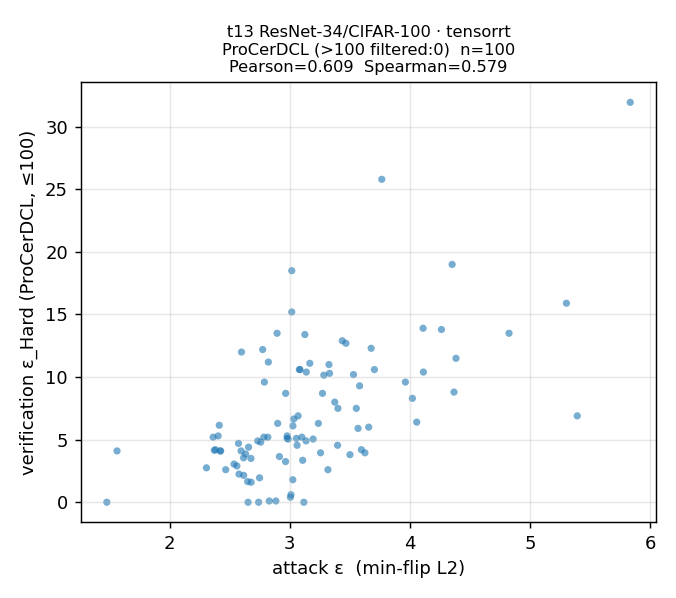 t13 ResNet-34/CIFAR-100 · tensorrt
ProCerDCL (>100 filtered:0)  n=100
Pearson=0.609  Spearman=0.579
verification ε_Hard (ProCerDCL, ≤100)
30
25
20
15
10
5
0
2
3
4
5
6
attack ε  (min-flip L2)